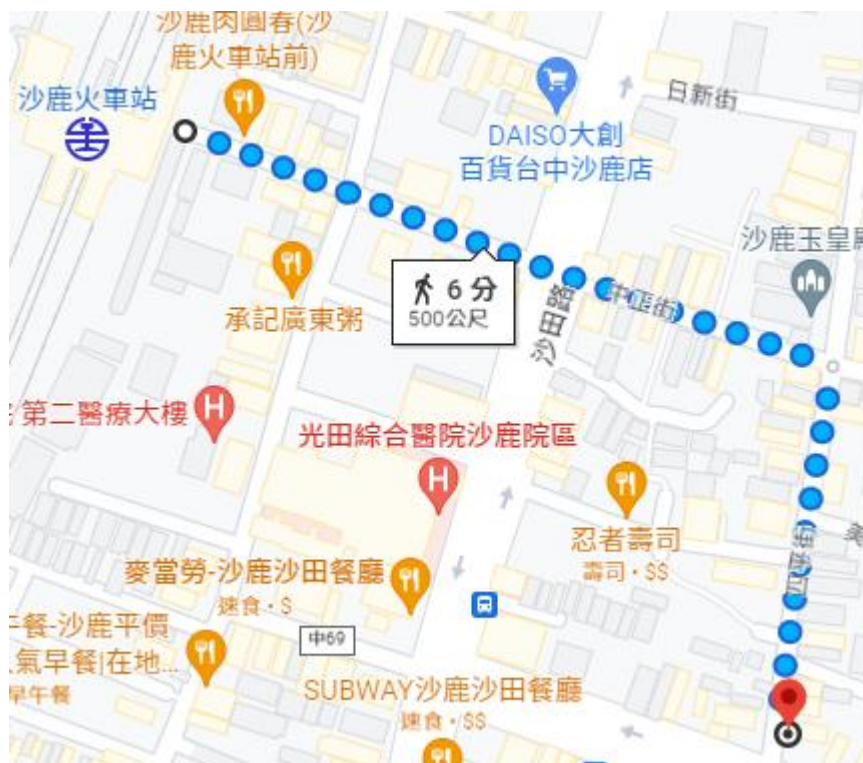 沙鹿肉圓春(沙
鹿火車站前)
沙鹿火車站
日新街
DAISO大創
百貨台中沙鹿店
沙鹿玉皇殿
6 分
500公尺
中正街
沙田路
承記廣東粥
第二醫療大樓
光田綜合醫院沙鹿院區
H
H
忍者壽司
壽司·$$
四平街
美
麥當勞-沙鹿沙田餐廳
速食·$
午餐-沙鹿平價
氣早餐|在地...
早午餐
中69
SUBWAY沙鹿沙田餐廳
速食·$$